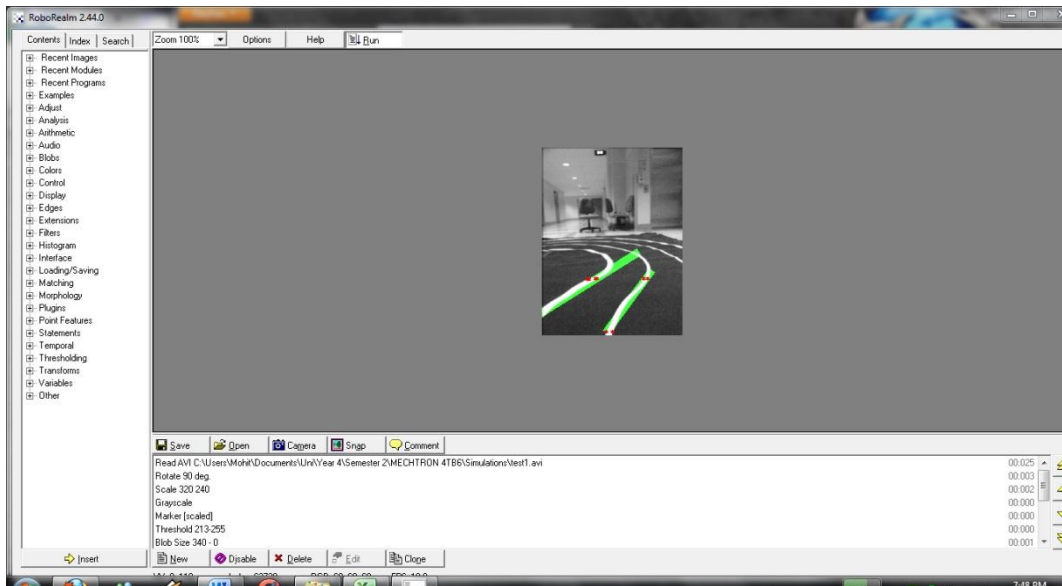 RoboRealm 2.44.0
Contents Index Search
Zoom 100% Options Help Run
Recent Images
Recent Modules
Recent Programs
Examples
Adjust
Analysis
Arithmetic
Audio
Blobs
Colors
Control
Display
Edges
Extensions
Filters
Histogram
Interface
Loading/Saving
Matching
Morphology
Plugins
Point Features
Statements
Temporal
Thresholding
Transforms
Variables
Other
Insert
Save Open Camera Snap Comment
Read AVI C:\Users\Mohit\Documents\Uni\Year 4\Semester 2\MECHTRON 4TB6\Simulations\test1.avi 00:025
Rotate 90 deg. 00:003
Scale 320 240 00:002
Grayscale 00:000
Marker [scaled] 00:000
Threshold 213-255 00:000
Blob Size 340 - 0 00:001
New Disable Delete Edit Clone
7:48 PM